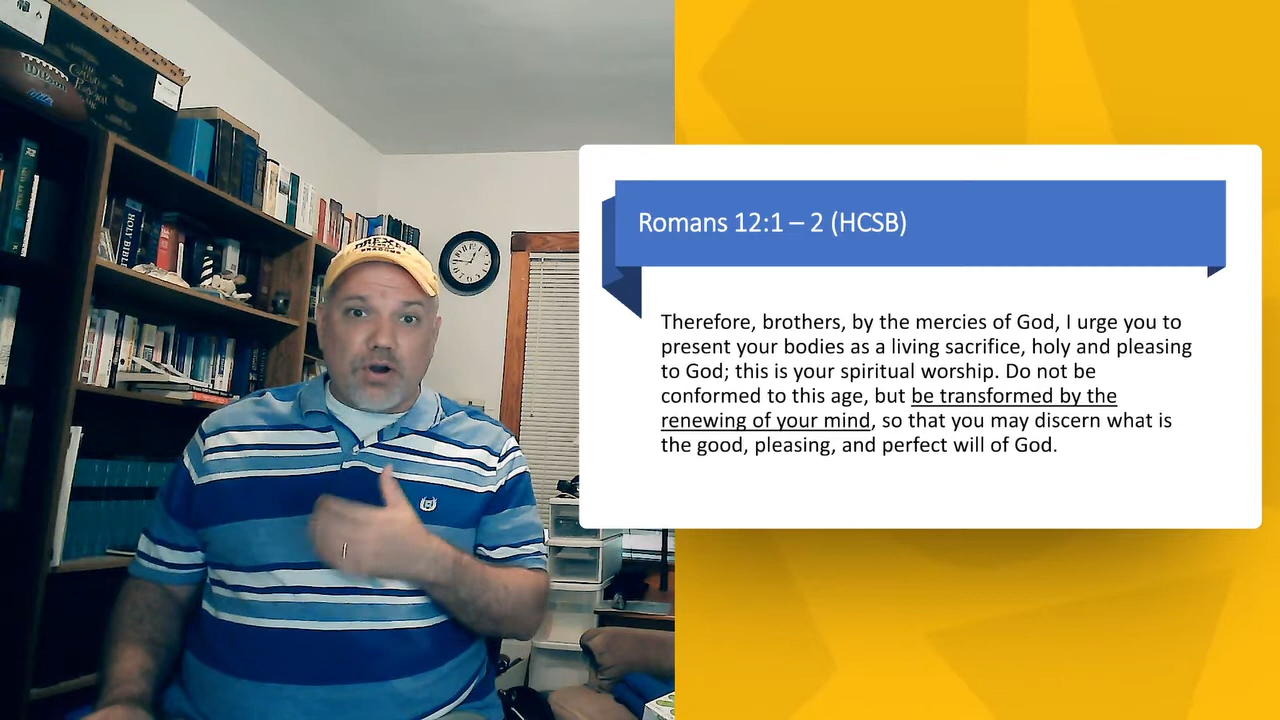 Wilson
HOLY BIBLE
DREXEL
DRAGONS
Romans 12:1 – 2 (HCSB)
Therefore, brothers, by the mercies of God, I urge you to
present your bodies as a living sacrifice, holy and pleasing
to God; this is your spiritual worship. Do not be
conformed to this age, but be transformed by the
renewing of your mind, so that you may discern what is
the good, pleasing, and perfect will of God.